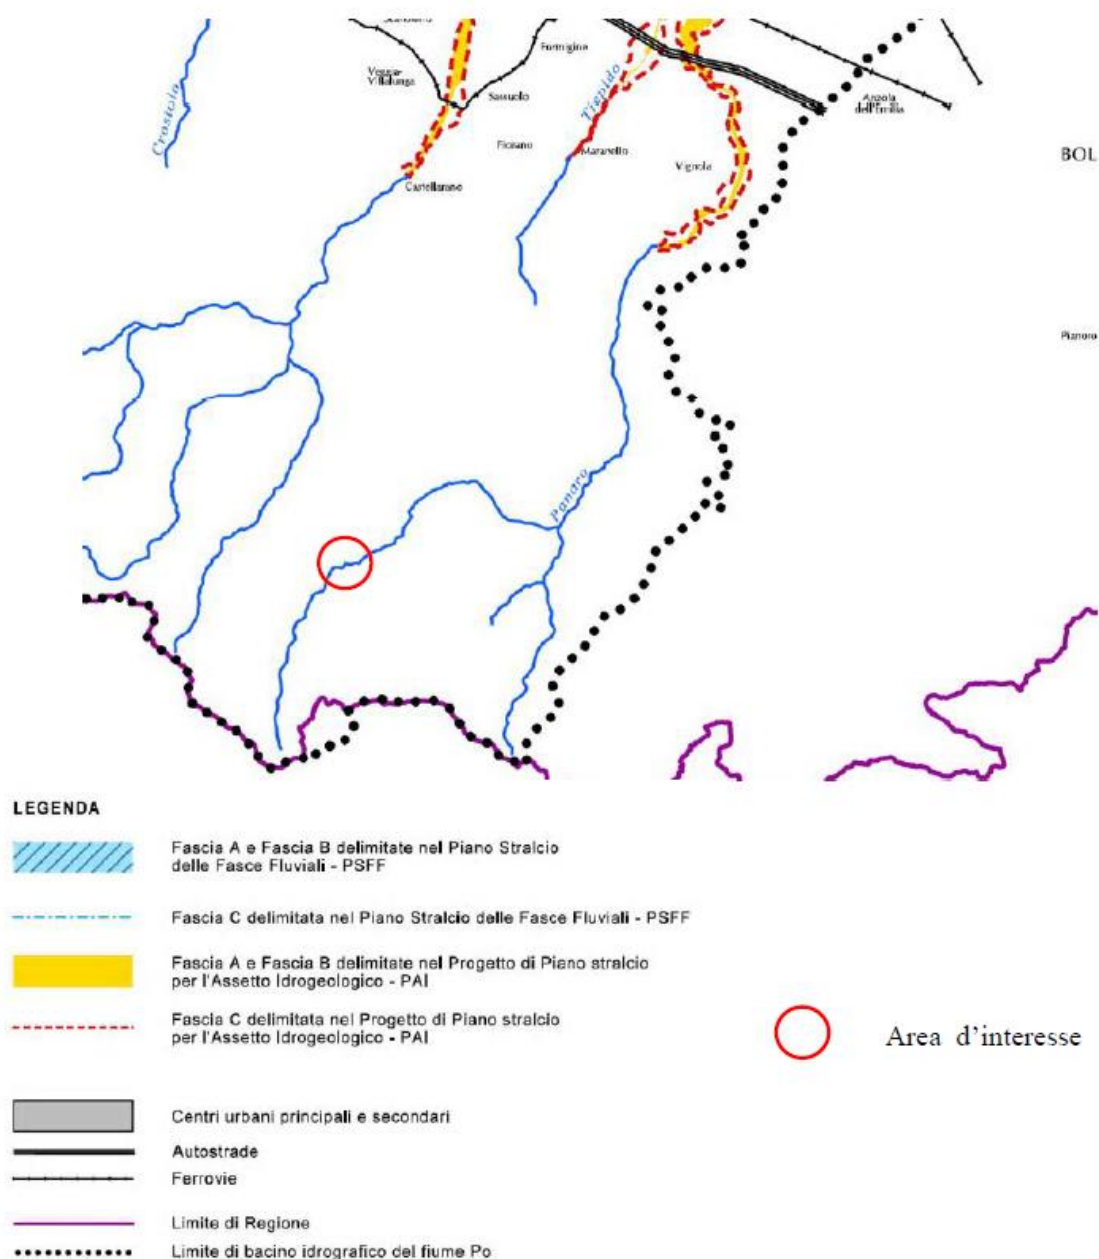 Formigine
Veggia-
Villalunga
Sassuolo
Crostolo
Tiepido
Anzola
dell'Emilia
Fiorano
Maranello
BOL
Vignola
Castellarano
Pianoro
Panaro
LEGENDA
Fascia A e Fascia B delimitate nel Piano Stralcio
delle Fasce Fluviali - PSFF
Fascia C delimitata nel Piano Stralcio delle Fasce Fluviali - PSFF
Fascia A e Fascia B delimitate nel Progetto di Piano stralcio
per l'Assetto Idrogeologico - PAI
Fascia C delimitata nel Progetto di Piano stralcio
per l'Assetto Idrogeologico - PAI
Area d'interesse
Centri urbani principali e secondari
Autostrade
Ferrovie
Limite di Regione
Limite di bacino idrografico del fiume Po